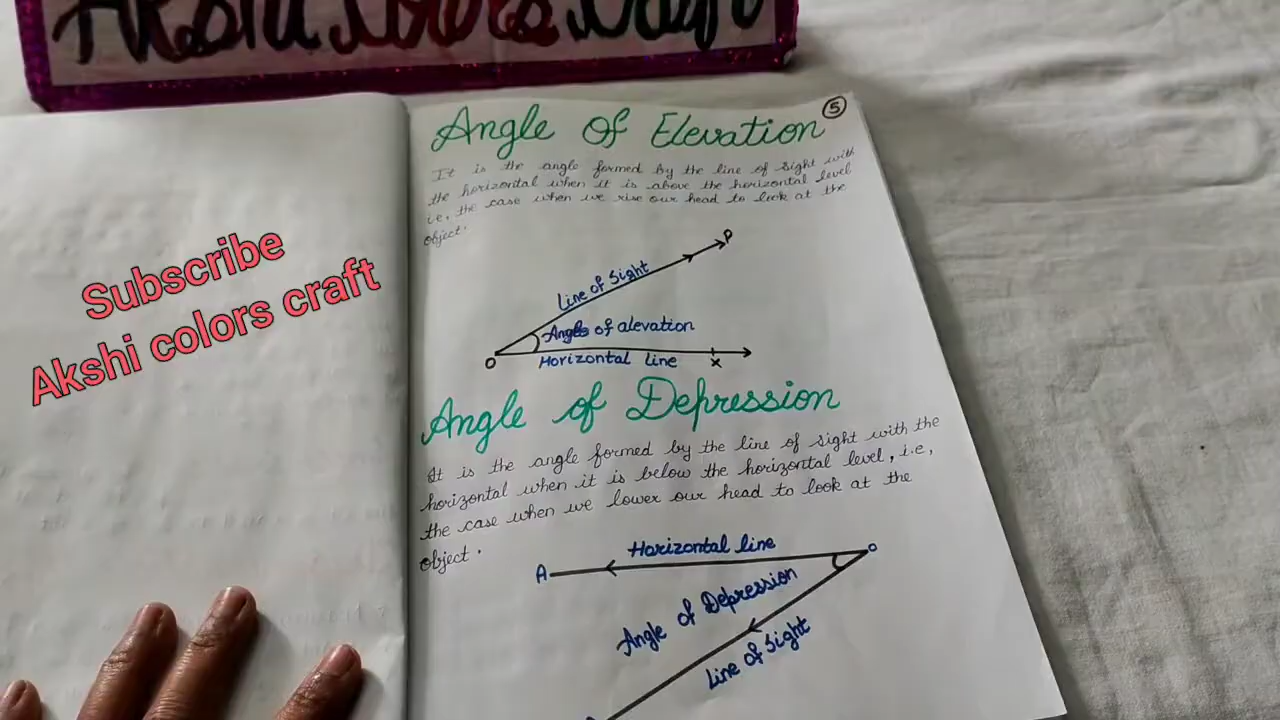 Akshi Colors Craft
5
Angle Of Elevation
It is the angle formed by the line of sight with
the horizontal when it is above the horizontal level
i.e, the case when we rise our head to look at the
object.
P
Line of Sight
Angle of alevation
O
Horizontal line
X
Subscribe
Akshi colors craft
Angle of Depression
It is the angle formed by the line of sight with the
horizontal when it is below the horizontal level, i.e,
the case when we lower our head to look at the
object.
Horizontal line
A
O
Angle of Depression
Line of Sight